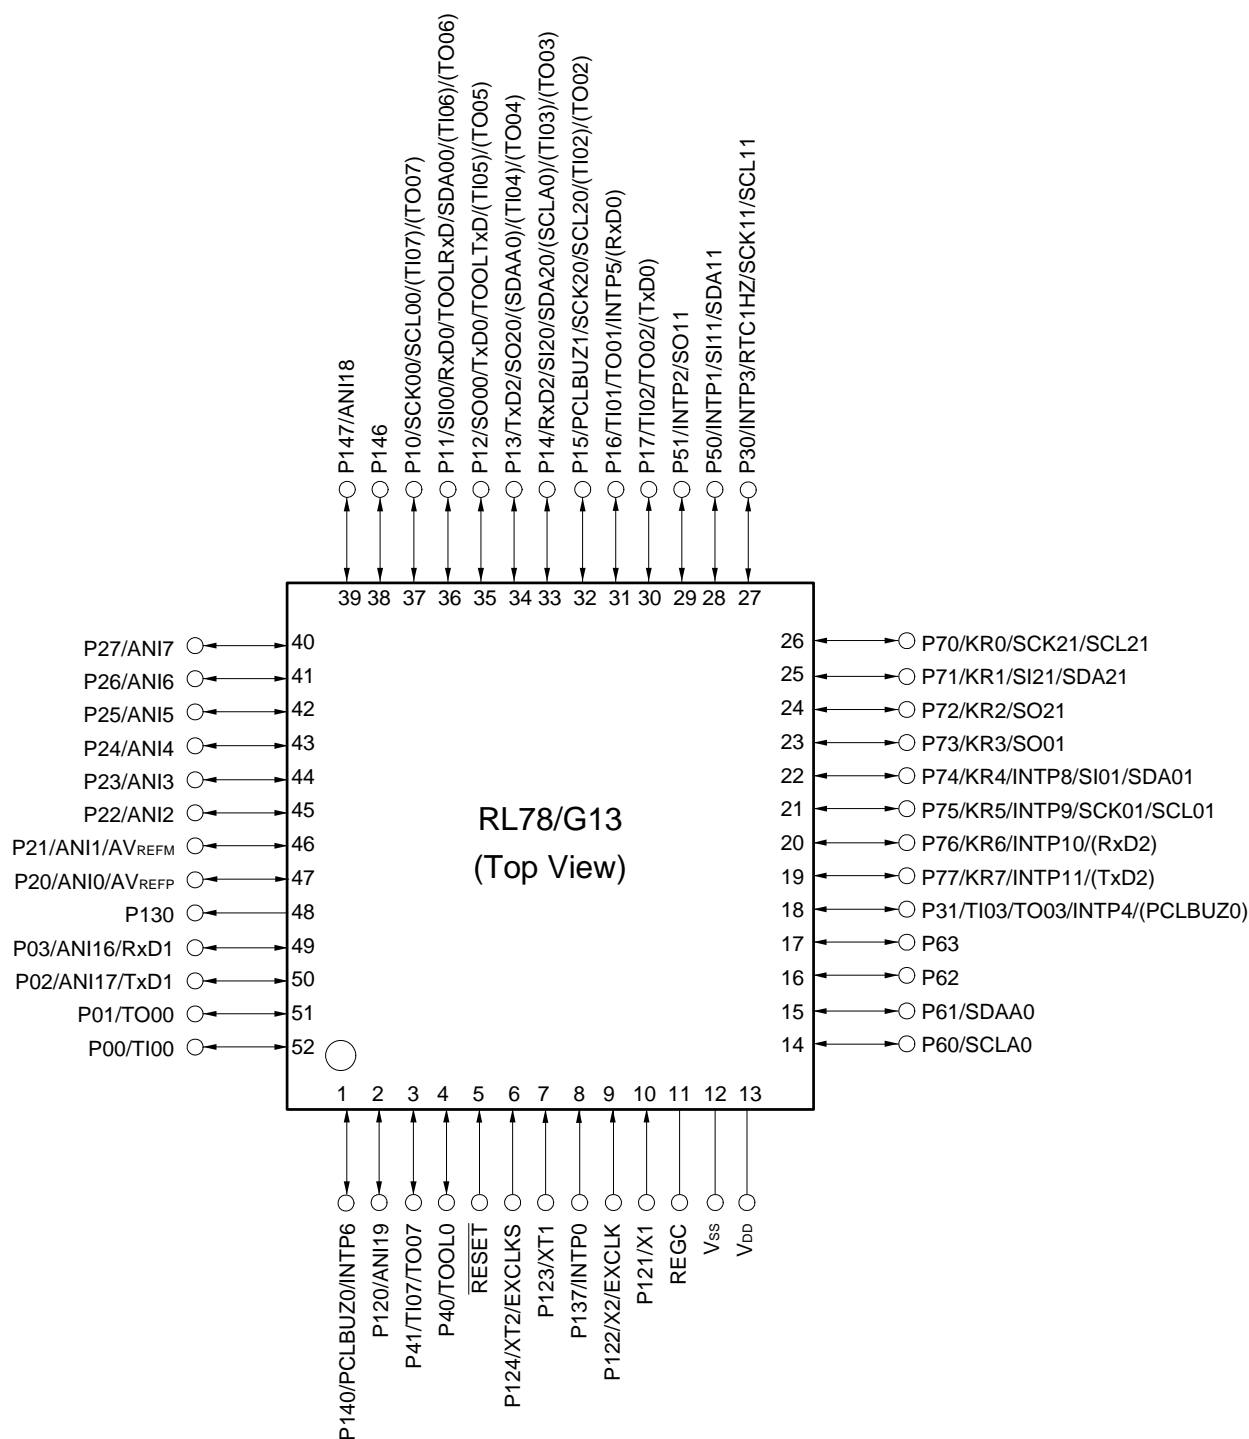 P147/ANI18
P146
P10/SCK00/SCL00/(TI07)/(TO07)
P11/SI00/RxD0/TOOLRxD/SDA00/(TI06)/(TO06)
P12/SO00/TxD0/TOOLTxD/(TI05)/(TO05)
P13/TxD2/SO20/(SDAA0)/(TI04)/(TO04)
P14/RxD2/SI20/SDA20/(SCLA0)/(TI03)/(TO03)
P15/PCLBUZ1/SCK20/SCL20/(TI02)/(TO02)
P16/TI01/TO01/INTP5/(RxD0)
P17/TI02/TO02/(TxD0)
P51/INTP2/SO11
P50/INTP1/SI11/SDA11
P30/INTP3/RTC1HZ/SCK11/SCL11
39 38 37 36 35 34 33 32 31 30 29 28 27
P27/ANI7 40
P26/ANI6 41
P25/ANI5 42
P24/ANI4 43
P23/ANI3 44
P22/ANI2 45
P21/ANI1/AVREFM 46
P20/ANI0/AVREFP 47
P130 48
P03/ANI16/RxD1 49
P02/ANI17/TxD1 50
P01/TO00 51
P00/TI00 52
RL78/G13
(Top View)
26 P70/KR0/SCK21/SCL21
25 P71/KR1/SI21/SDA21
24 P72/KR2/SO21
23 P73/KR3/SO01
22 P74/KR4/INTP8/SI01/SDA01
21 P75/KR5/INTP9/SCK01/SCL01
20 P76/KR6/INTP10/(RxD2)
19 P77/KR7/INTP11/(TxD2)
18 P31/TI03/TO03/INTP4/(PCLBUZ0)
17 P63
16 P62
15 P61/SDAA0
14 P60/SCLA0
1 2 3 4 5 6 7 8 9 10 11 12 13
P140/PCLBUZ0/INTP6
P120/ANI19
P41/TI07/TO07
P40/TOOL0
RESET
P124/XT2/EXCLKS
P123/XT1
P137/INTP0
P122/X2/EXCLK
P121/X1
REGC
VSS
VDD